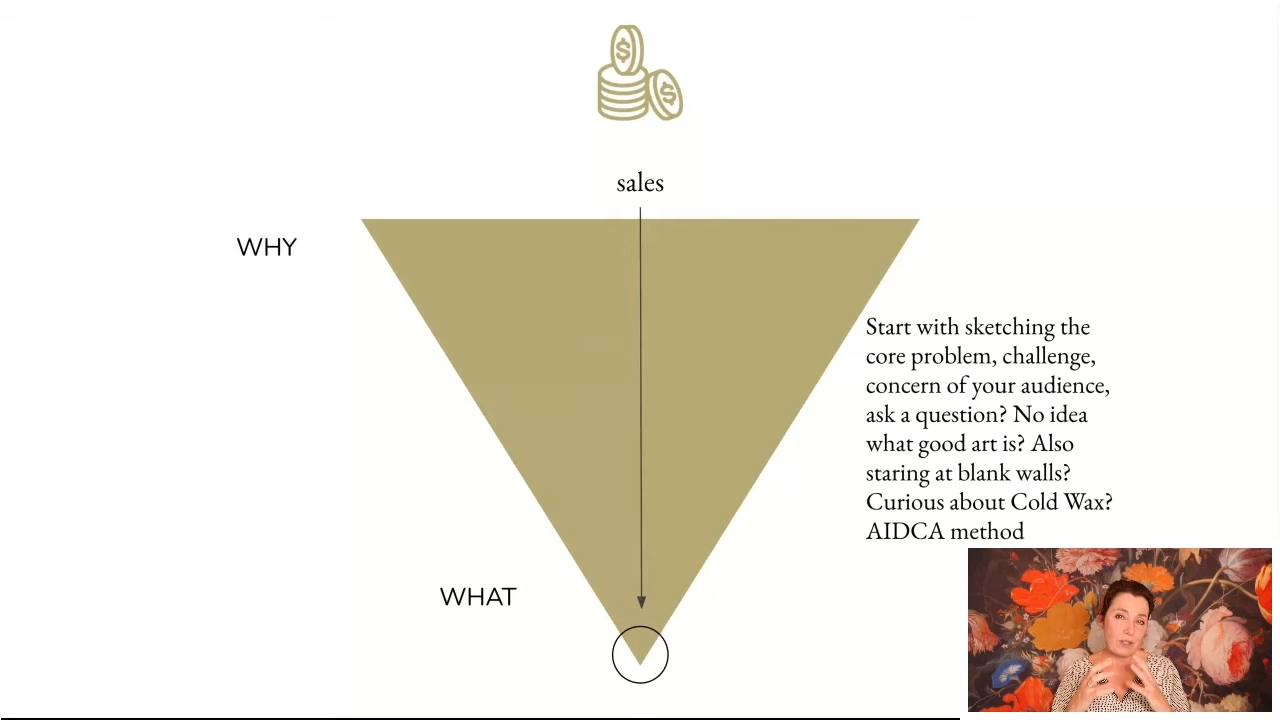 $
$
sales
WHY
Start with sketching the
core problem, challenge,
concern of your audience,
ask a question? No idea
what good art is? Also
staring at blank walls?
Curious about Cold Wax?
AIDCA method
WHAT